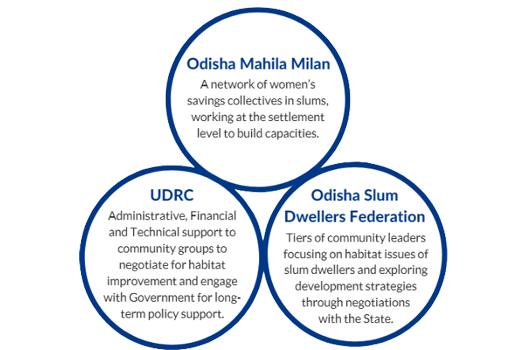 Odisha Mahila Milan
A network of women's
savings collectives in slums,
working at the settlement
level to build capacities.
UDRC
Administrative, Financial
and Technical support to
community groups to
negotiate for habitat
improvement and engage
with Government for long-
term policy support.
Odisha Slum
Dwellers Federation
Tiers of community leaders
focusing on habitat issues of
slum dwellers and exploring
development strategies
through negotiations
with the State.